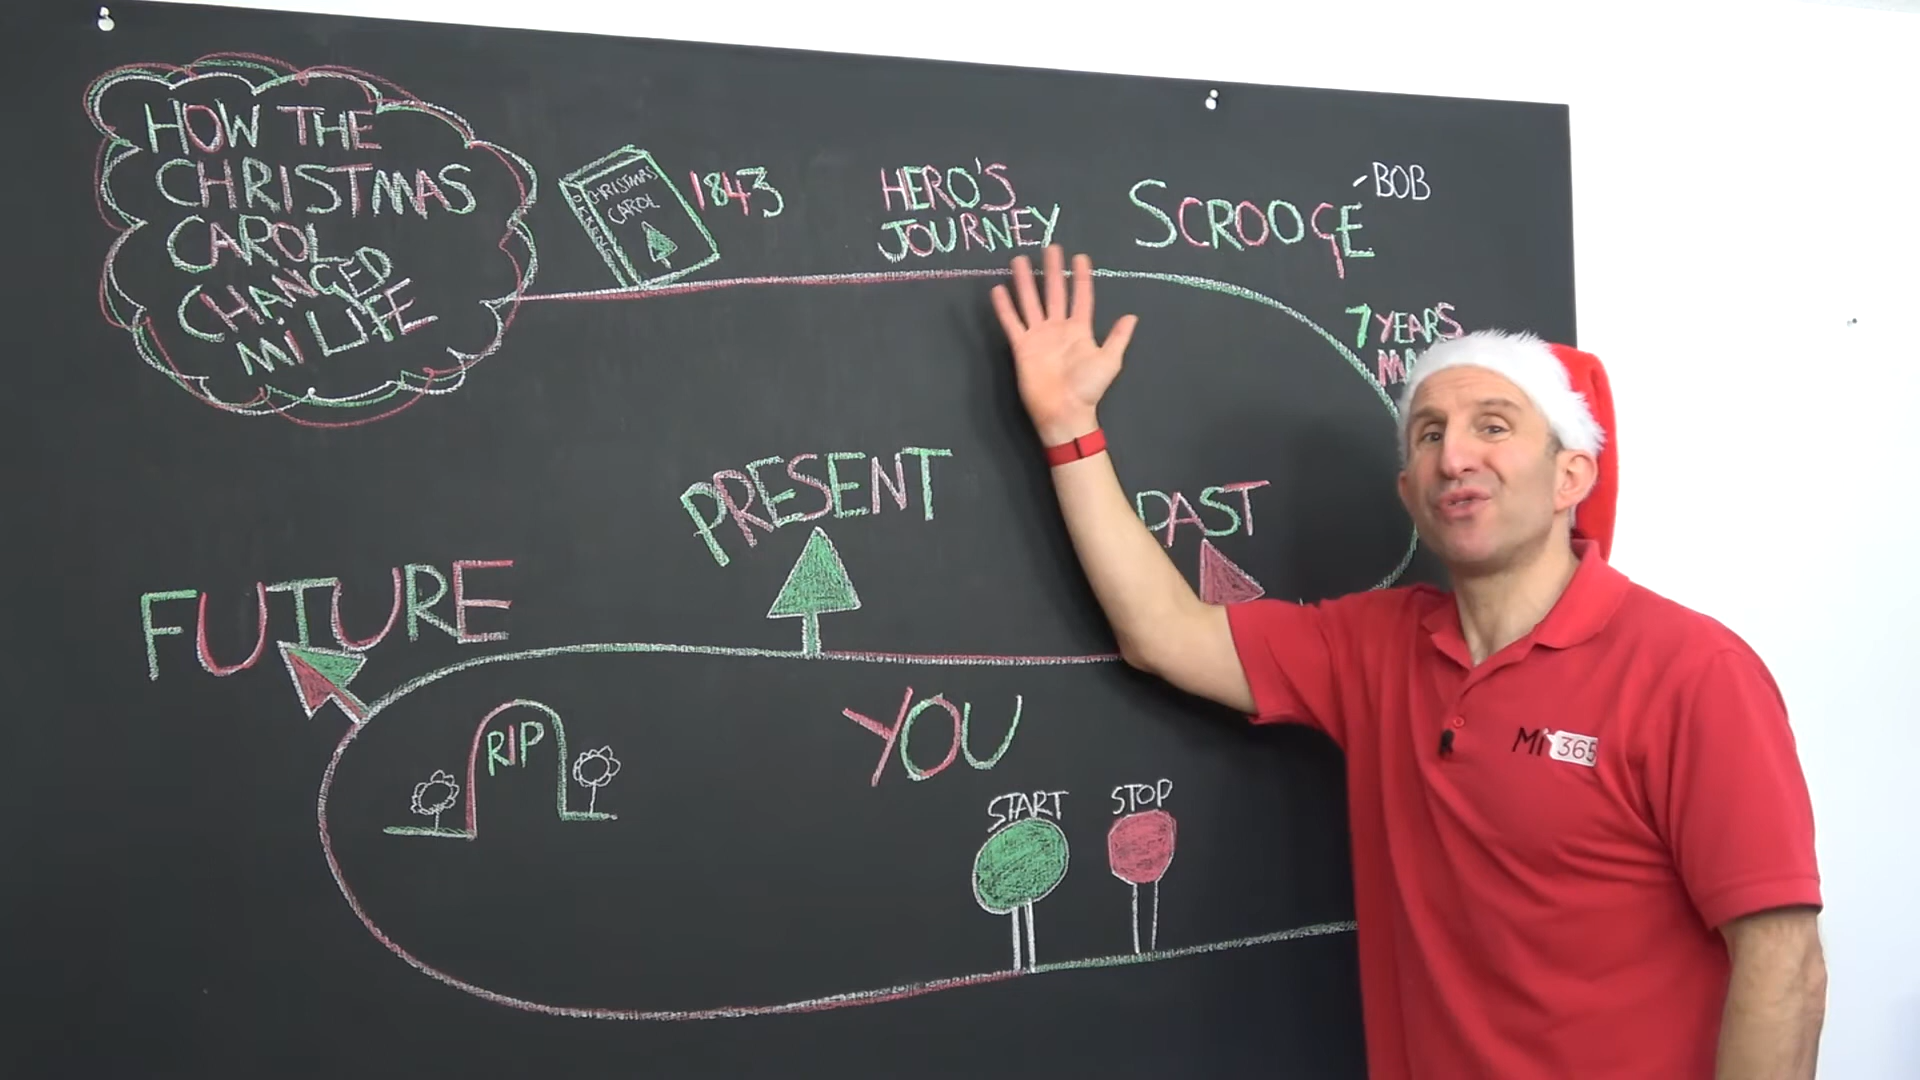 HOW THE
CHRISTMAS
CAROL
CHANGED
Mi LIFE
CHRISTMAS
CAROL
1843
HERO'S
JOURNEY
SCROOGE
BOB
7 YEARS
PRESENT
PAST
FUTURE
RIP
YOU
START
STOP
Mi 365